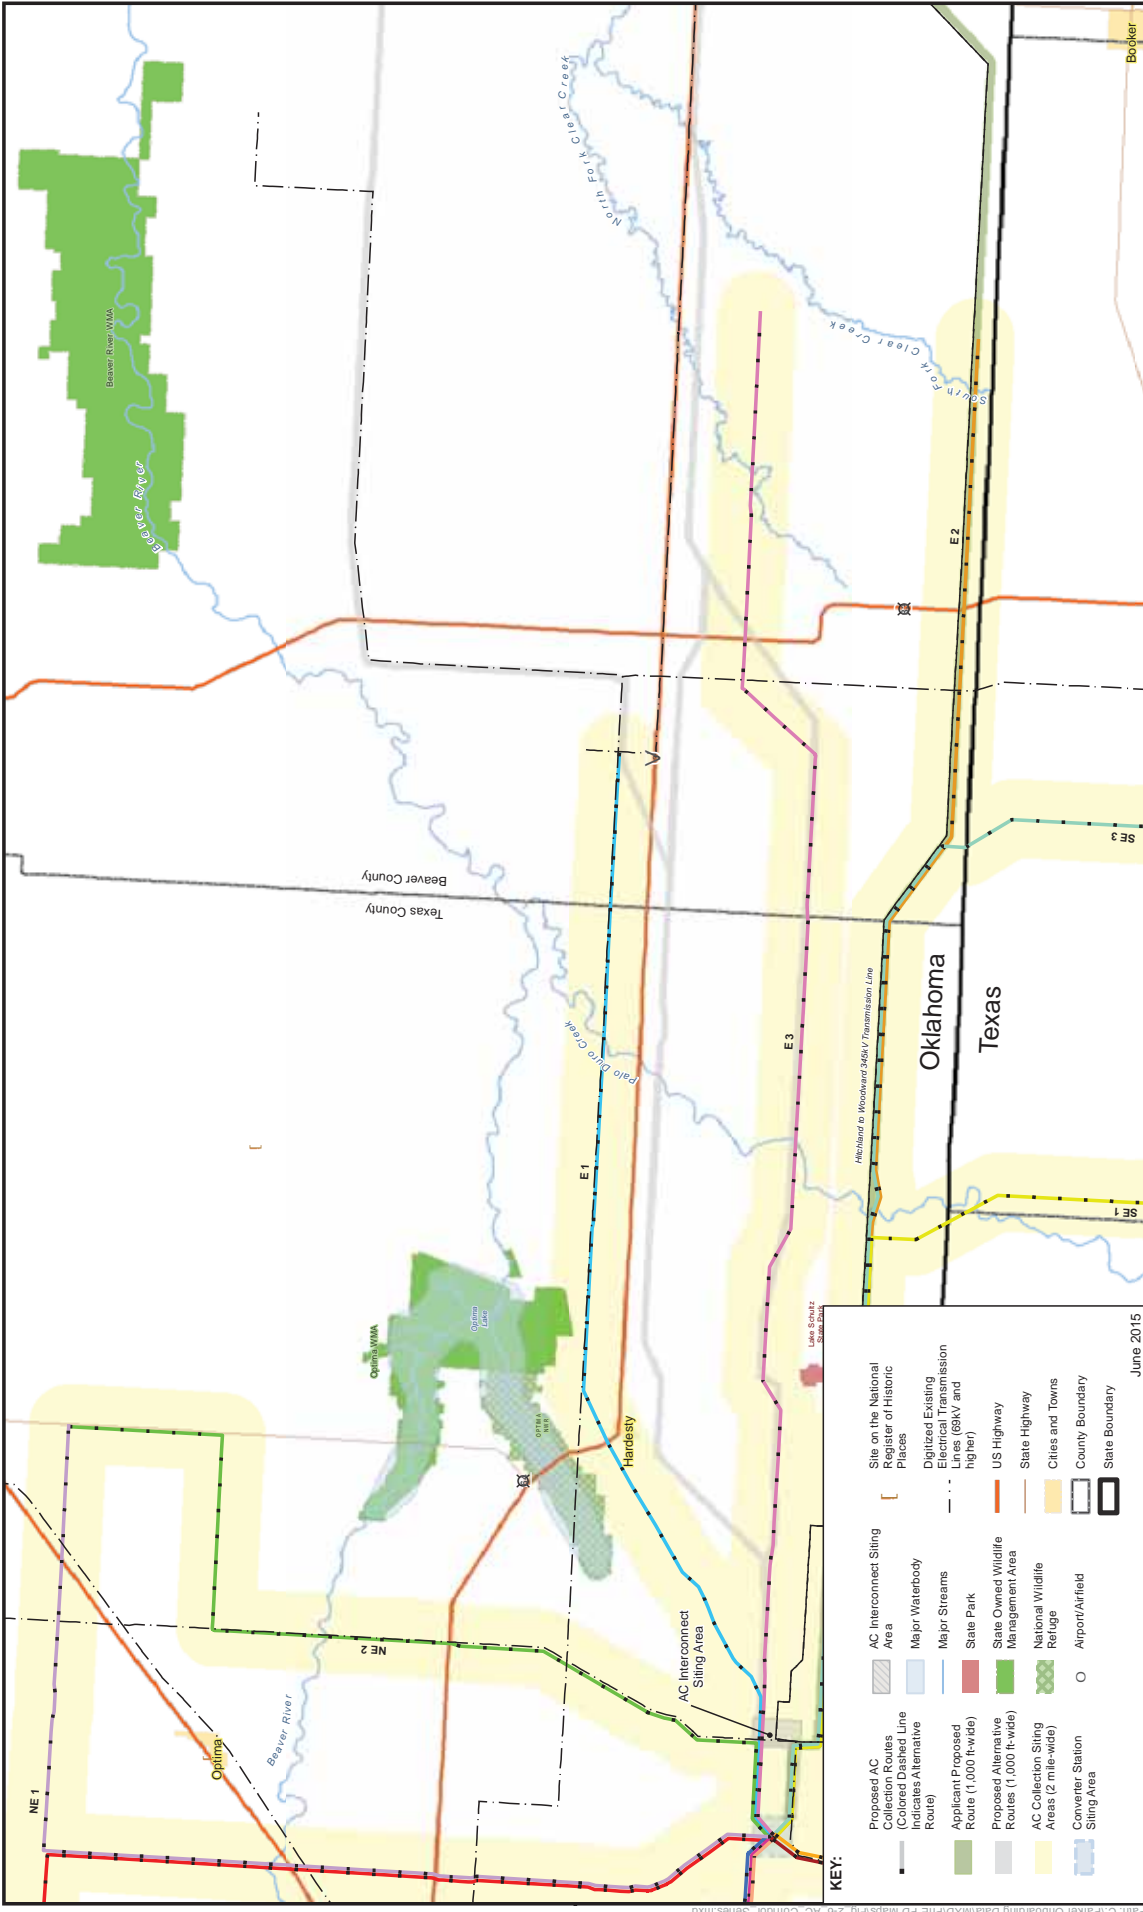 Booker
North Fork Clear Creek
South Fork Clear Creek
Beaver River WMA
Beaver River
E 2
Beaver County
Texas County
SE 3
Oklahoma
Texas
Hitchland to Woodward 345kV Transmission Line
E 3
Palo Duro Creek
E 1
SE 1
Optima WMA
Optima
Lake
OPTIMA
NWR
Lake Schultz
State Park
Hardesty
AC Interconnect
Siting Area
NE 2
Beaver River
Optima
NE 1
KEY:
Proposed AC
Collection Routes
(Colored Dashed Line
Indicates Alternative
Route)
Applicant Proposed
Route (1,000 ft-wide)
Proposed Alternative
Routes (1,000 ft-wide)
AC Collection Siting
Areas (2 mile-wide)
Converter Station
Siting Area
AC Interconnect Siting
Area
Major Waterbody
Major Streams
State Park
State Owned Wildlife
Management Area
National Wildlife
Refuge
Airport/Airfield
Site on the National
Register of Historic
Places
Digitized Existing
Electrical Transmission
Lines (69kV and
higher)
US Highway
State Highway
Cities and Towns
County Boundary
State Boundary
June 2015